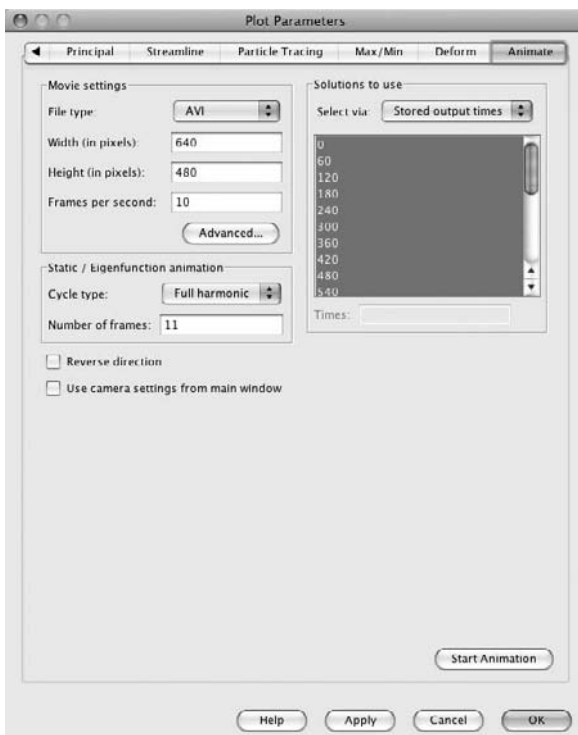 Plot Parameters
Principal Streamline Particle Tracing Max/Min Deform Animate
Movie settings
File type: AVI
Width (in pixels): 640
Height (in pixels): 480
Frames per second: 10
Advanced...
Static / Eigenfunction animation
Cycle type: Full harmonic
Number of frames: 11
Reverse direction
Use camera settings from main window
Solutions to use
Select via: Stored output times
0
60
120
180
240
300
360
420
480
540
Times:
Start Animation
Help Apply Cancel OK